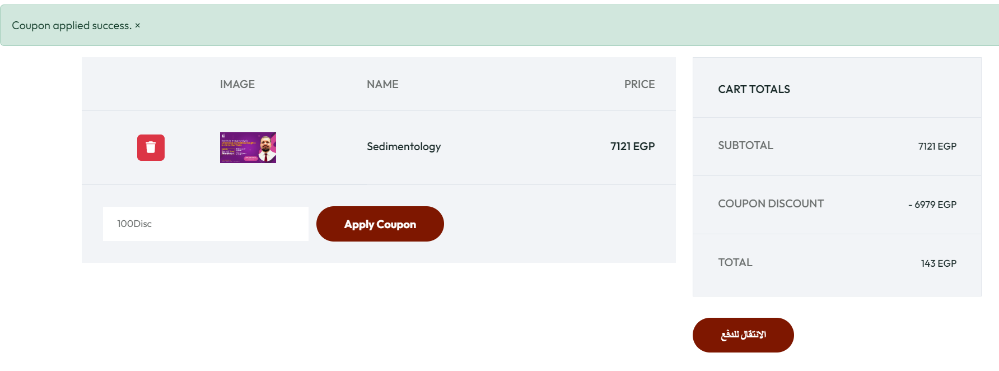 Coupon applied success. ×
IMAGE NAME PRICE
Sedimentology 7121 EGP
100Disc Apply Coupon
CART TOTALS
SUBTOTAL 7121 EGP
COUPON DISCOUNT - 6979 EGP
TOTAL 143 EGP
الانتقال للدفع